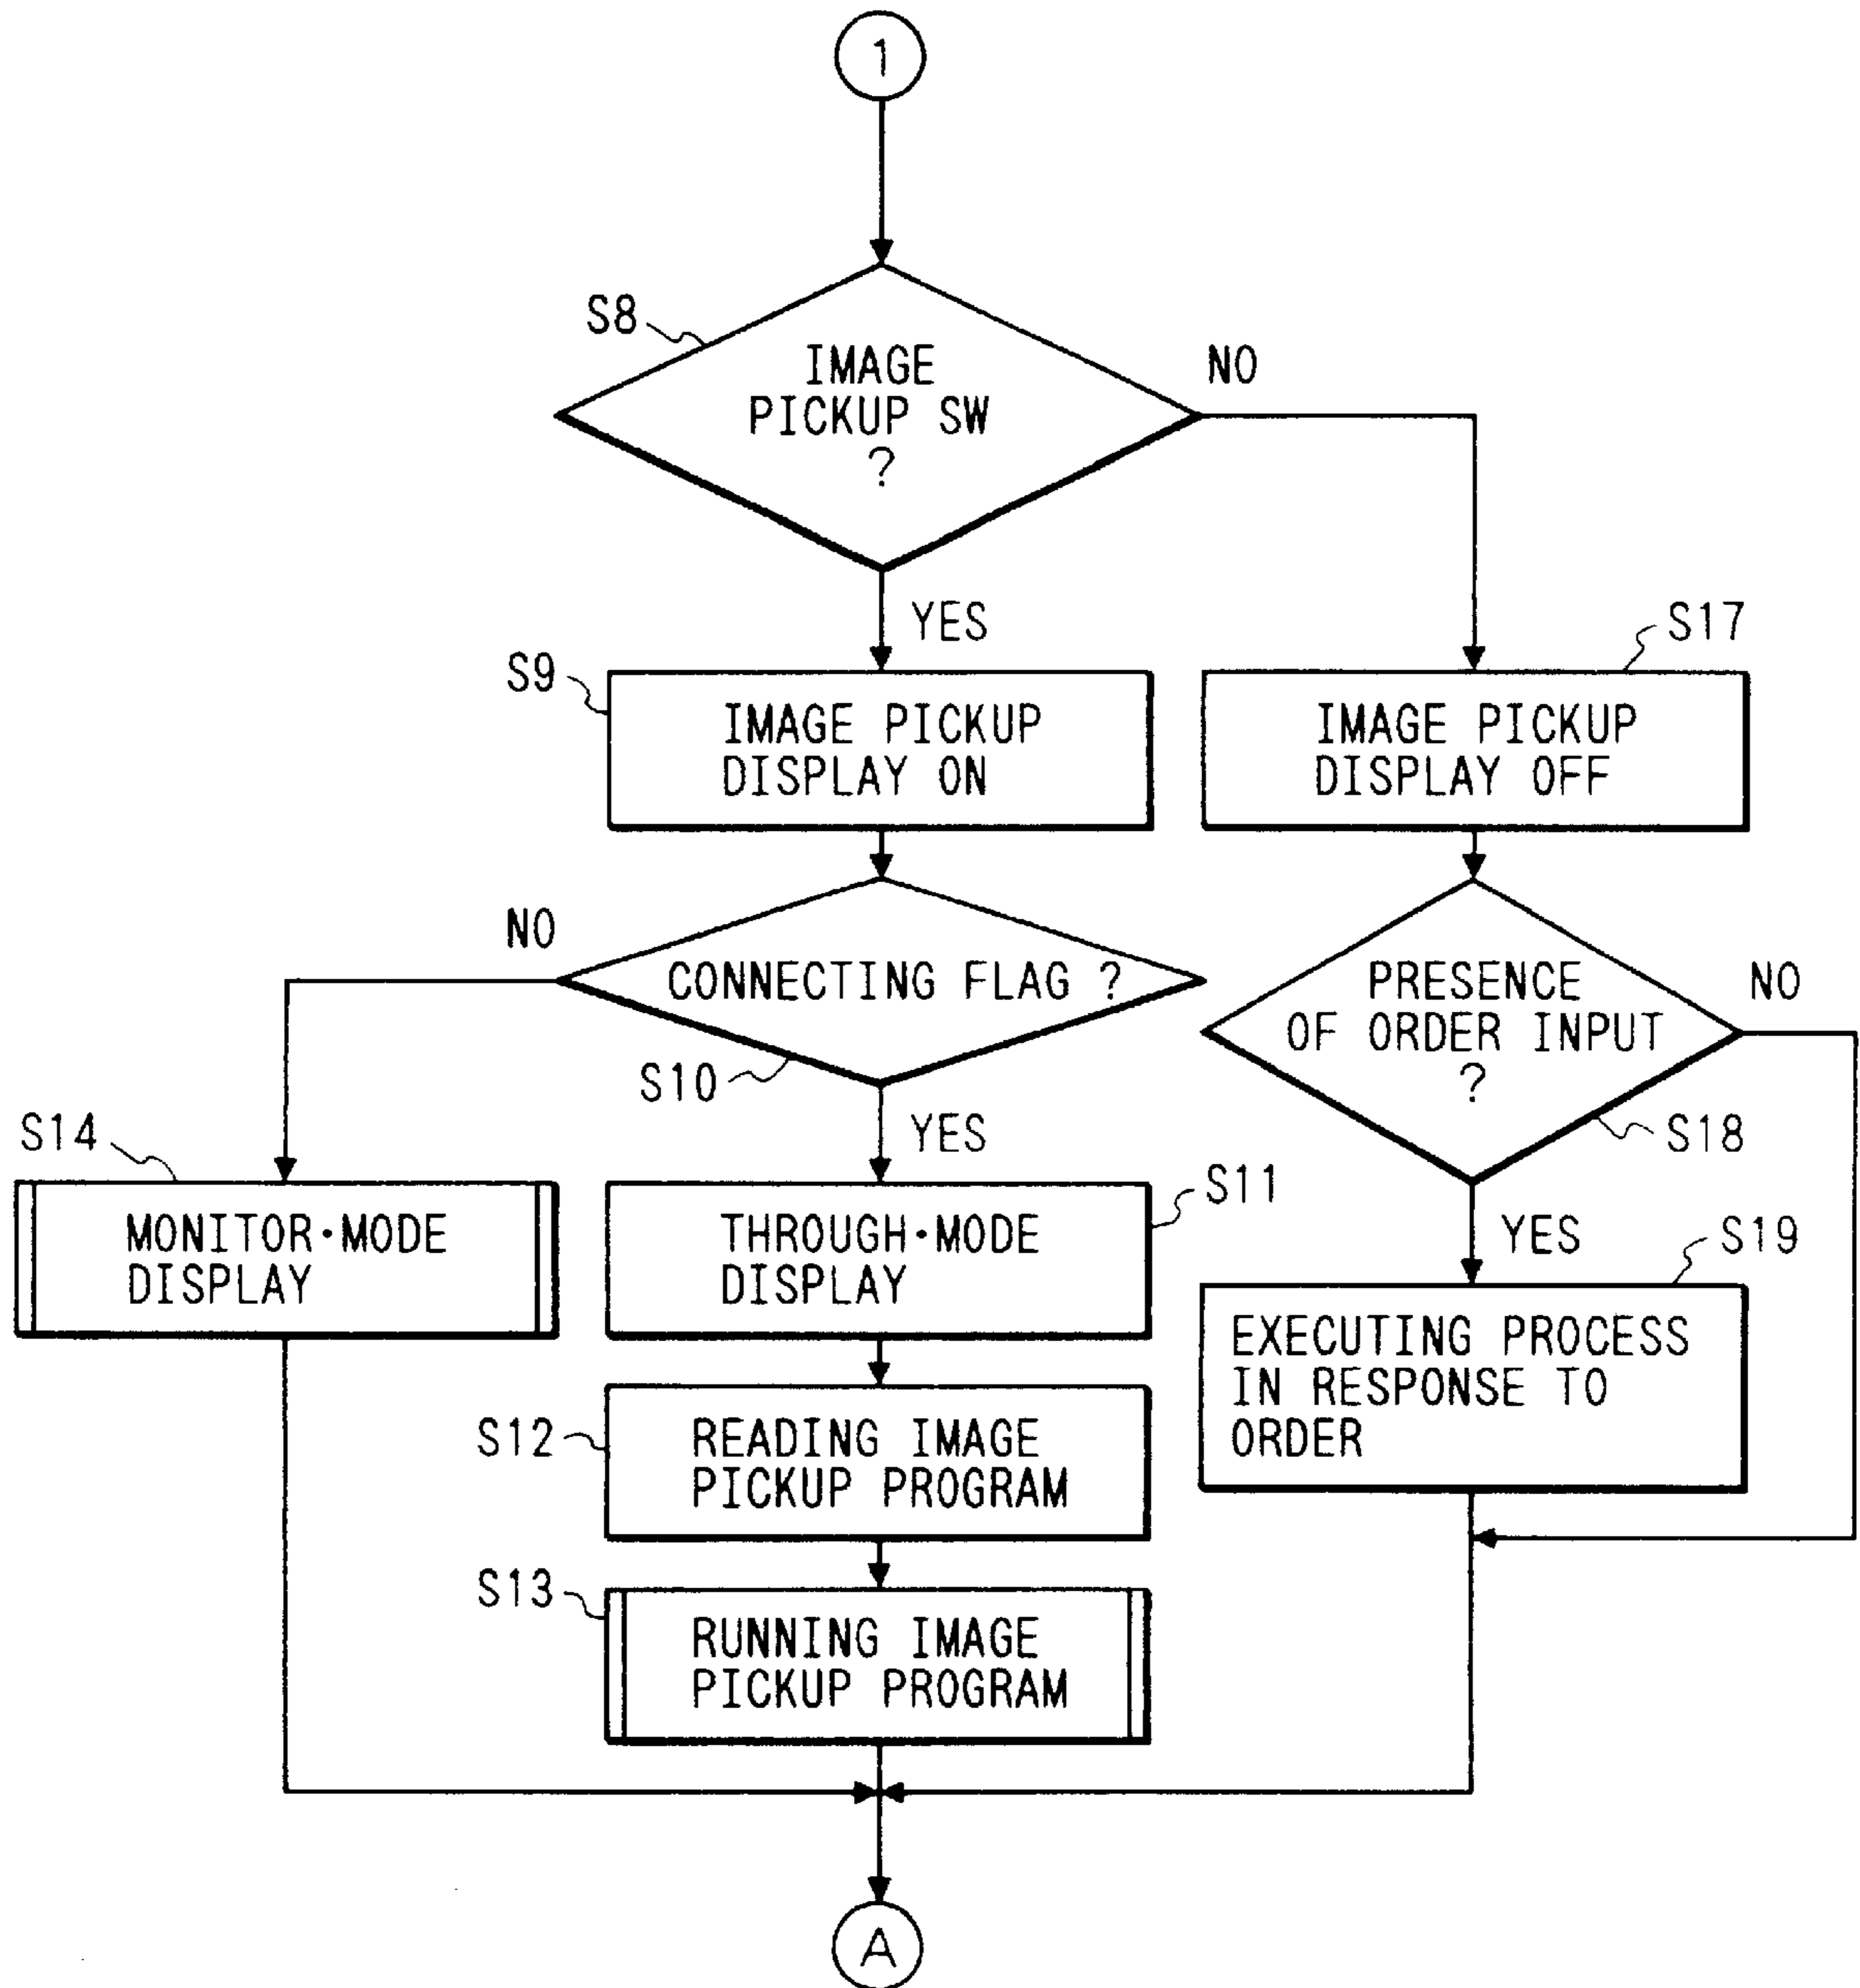 1
S8
IMAGE
PICKUP SW
?
NO
YES
S17
S9
IMAGE PICKUP
DISPLAY ON
IMAGE PICKUP
DISPLAY OFF
NO
CONNECTING FLAG ?
S10
YES
PRESENCE
OF ORDER INPUT
?
NO
S18
YES
S14
MONITOR·MODE
DISPLAY
S11
THROUGH·MODE
DISPLAY
S19
EXECUTING PROCESS
IN RESPONSE TO
ORDER
S12
READING IMAGE
PICKUP PROGRAM
S13
RUNNING IMAGE
PICKUP PROGRAM
A